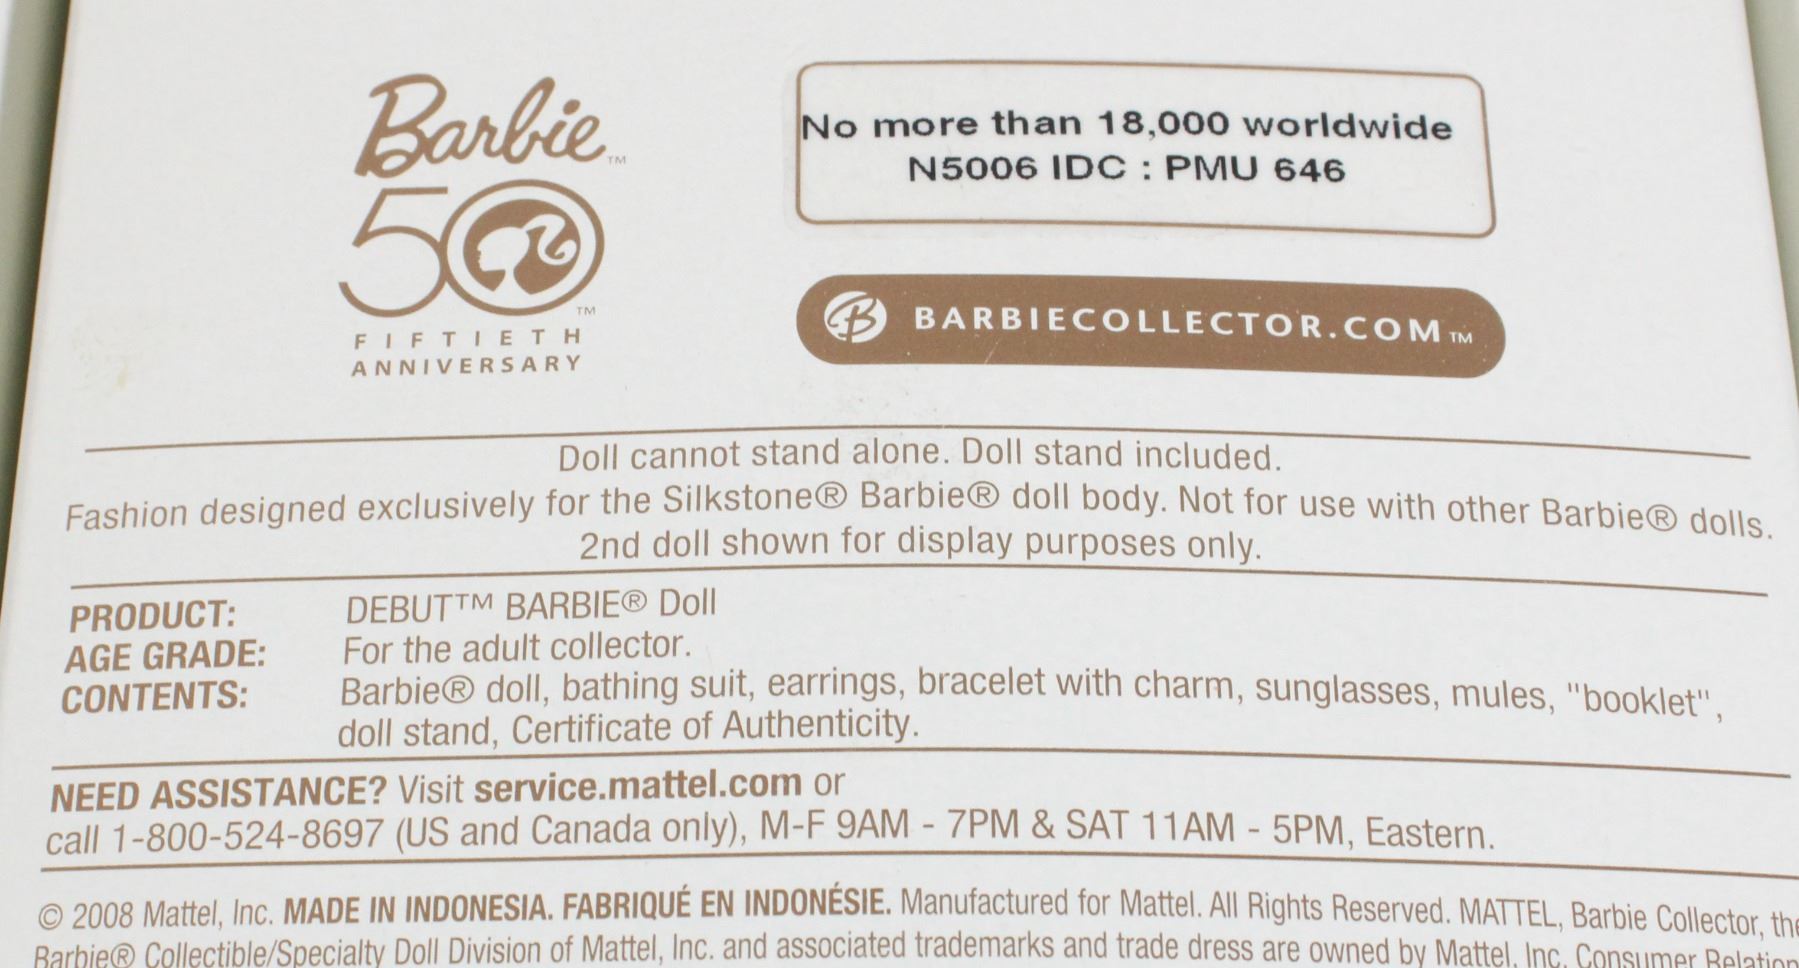 Barbie™
50™
FIFTIETH
ANNIVERSARY
No more than 18,000 worldwide
N5006 IDC : PMU 646
B BARBIECOLLECTOR.COM™
Doll cannot stand alone. Doll stand included.
Fashion designed exclusively for the Silkstone® Barbie® doll body. Not for use with other Barbie® dolls.
2nd doll shown for display purposes only.
PRODUCT: DEBUT™ BARBIE® Doll
AGE GRADE: For the adult collector.
CONTENTS: Barbie® doll, bathing suit, earrings, bracelet with charm, sunglasses, mules, "booklet",
doll stand, Certificate of Authenticity.
NEED ASSISTANCE? Visit service.mattel.com or
call 1-800-524-8697 (US and Canada only), M-F 9AM - 7PM & SAT 11AM - 5PM, Eastern.
© 2008 Mattel, Inc. MADE IN INDONESIA. FABRIQUÉ EN INDONÉSIE. Manufactured for Mattel. All Rights Reserved. MATTEL, Barbie Collector, the
Barbie® Collectible/Specialty Doll Division of Mattel, Inc. and associated trademarks and trade dress are owned by Mattel, Inc. Consumer